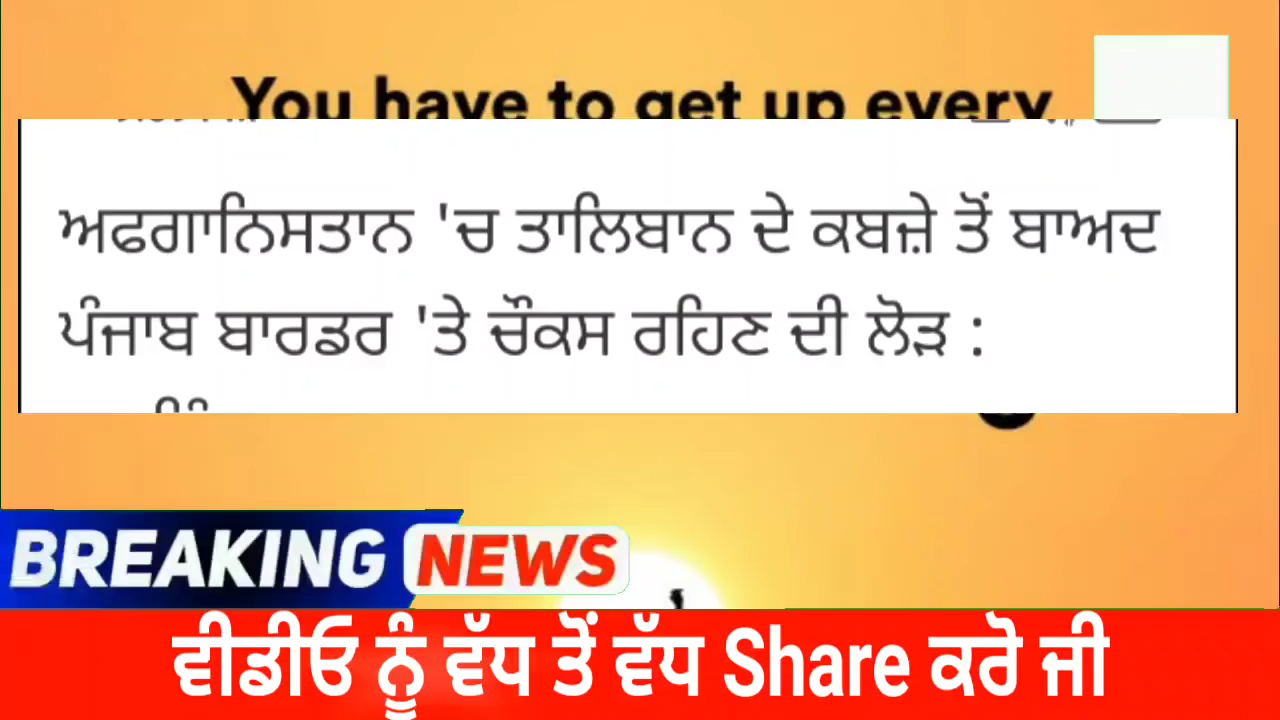 You have to get up every
ਅਫਗਾਨਿਸਤਾਨ 'ਚ ਤਾਲਿਬਾਨ ਦੇ ਕਬਜ਼ੇ ਤੋਂ ਬਾਅਦ
ਪੰਜਾਬ ਬਾਰਡਰ 'ਤੇ ਚੌਕਸ ਰਹਿਣ ਦੀ ਲੋੜ :
BREAKING NEWS
ਵੀਡੀਓ ਨੂੰ ਵੱਧ ਤੋਂ ਵੱਧ Share ਕਰੋ ਜੀ